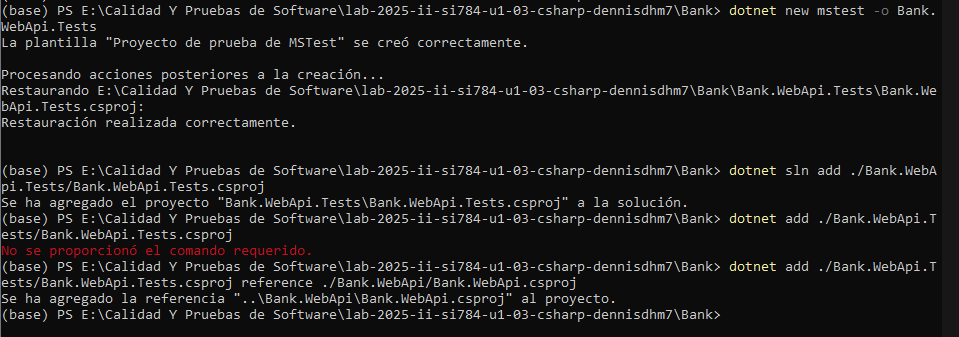 (base) PS E:\Calidad Y Pruebas de Software\lab-2025-ii-si784-u1-03-csharp-dennisdhm7\Bank> dotnet new mstest -o Bank.
WebApi.Tests
La plantilla "Proyecto de prueba de MSTest" se creó correctamente.
Procesando acciones posteriores a la creación...
Restaurando E:\Calidad Y Pruebas de Software\lab-2025-ii-si784-u1-03-csharp-dennisdhm7\Bank\Bank.WebApi.Tests\Bank.We
bApi.Tests.csproj:
Restauración realizada correctamente.
(base) PS E:\Calidad Y Pruebas de Software\lab-2025-ii-si784-u1-03-csharp-dennisdhm7\Bank> dotnet sln add ./Bank.WebA
pi.Tests/Bank.WebApi.Tests.csproj
Se ha agregado el proyecto "Bank.WebApi.Tests\Bank.WebApi.Tests.csproj" a la solución.
(base) PS E:\Calidad Y Pruebas de Software\lab-2025-ii-si784-u1-03-csharp-dennisdhm7\Bank> dotnet add ./Bank.WebApi.T
ests/Bank.WebApi.Tests.csproj
No se proporcionó el comando requerido.
(base) PS E:\Calidad Y Pruebas de Software\lab-2025-ii-si784-u1-03-csharp-dennisdhm7\Bank> dotnet add ./Bank.WebApi.T
ests/Bank.WebApi.Tests.csproj reference ./Bank.WebApi/Bank.WebApi.csproj
Se ha agregado la referencia "..\Bank.WebApi\Bank.WebApi.csproj" al proyecto.
(base) PS E:\Calidad Y Pruebas de Software\lab-2025-ii-si784-u1-03-csharp-dennisdhm7\Bank>